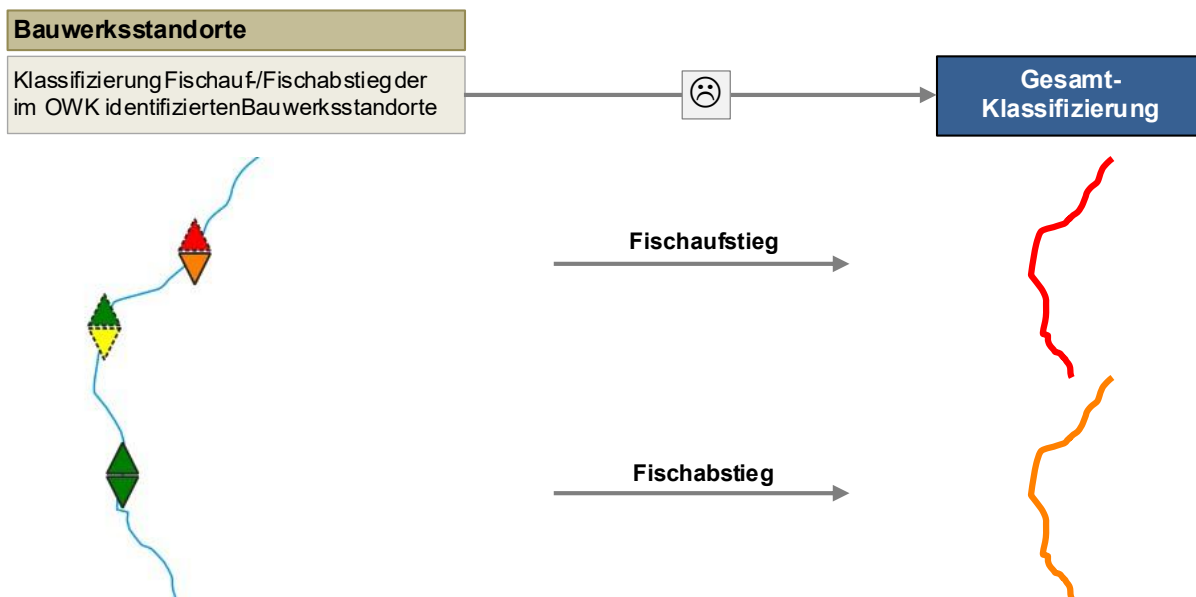 Bauwerksstandorte
Klassifizierung Fischauf-/Fischabstieg der
im OWK identifizierten Bauwerksstandorte
Gesamt-
Klassifizierung
Fischaufstieg
Fischabstieg